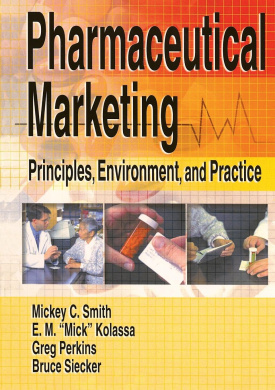 Pharmaceutical
Marketing
Principles, Environment, and Practice
Mickey C. Smith
E. M. “Mick” Kolassa
Greg Perkins
Bruce Siecker